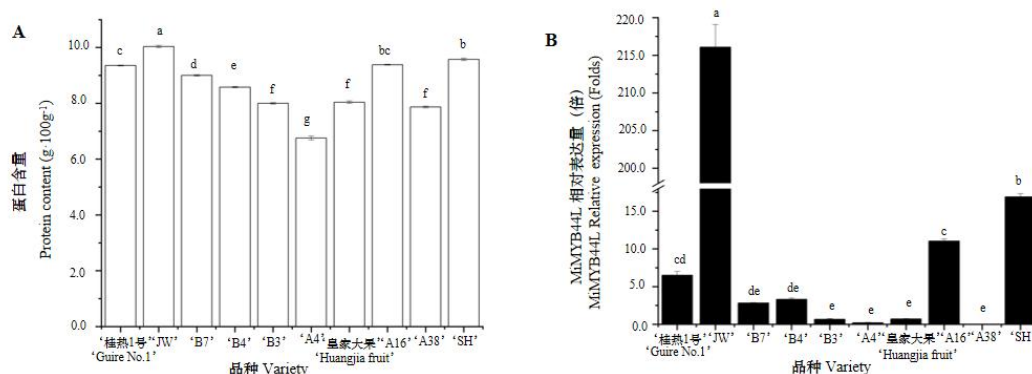 A
蛋白含量
Protein content (g·100g⁻¹)
10.0
8.0
6.0
4.0
2.0
0.0
c
a
d
e
f
g
f
bc
f
b
‘桂热1号’ ‘JW’ ‘B7’ ‘B4’ ‘B3’ ‘A4’ 皇家大果’ ‘A16’ ‘A38’ ‘SH’
‘Guire No.1’ ‘Huangjia fruit’
品种 Variety
B
MiMYB44L 相对表达量 (倍)
MiMYB44L Relative expression (Folds)
220.0
215.0
210.0
205.0
200.0
15.0
10.0
5.0
0.0
cd
a
de
de
e
e
e
c
e
b
‘桂热1号’ ‘JW’ ‘B7’ ‘B4’ ‘B3’ ‘A4’ ‘皇家大果’ ‘A16’ ‘A38’ ‘SH’
‘Guire No.1’ ‘Huangjia fruit’
品种 Variety